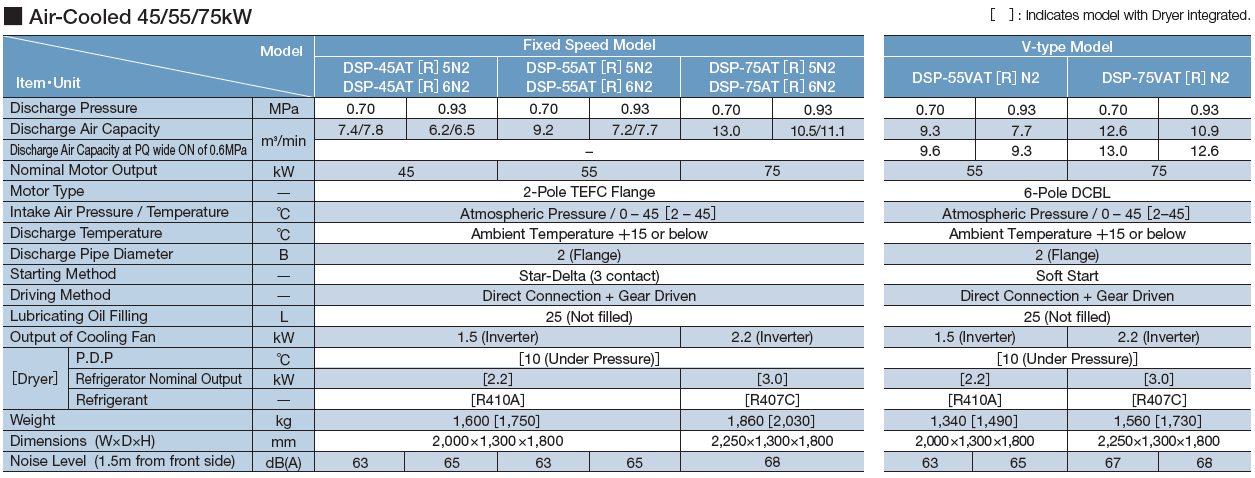 ■ Air-Cooled 45/55/75kW
[ ] : Indicates model with Dryer integrated.
Model Fixed Speed Model V-type Model
Item・Unit DSP-45AT [R] 5N2 DSP-55AT [R] 5N2 DSP-75AT [R] 5N2 DSP-55VAT [R] N2 DSP-75VAT [R] N2
DSP-45AT [R] 6N2 DSP-55AT [R] 6N2 DSP-75AT [R] 6N2
Discharge Pressure MPa 0.70 0.93 0.70 0.93 0.70 0.93 0.70 0.93 0.70 0.93
Discharge Air Capacity m³/min 7.4/7.8 6.2/6.5 9.2 7.2/7.7 13.0 10.5/11.1 9.3 7.7 12.6 10.9
Discharge Air Capacity at PQ wide ON of 0.6MPa – 9.6 9.3 13.0 12.6
Nominal Motor Output kW 45 55 75 55 75
Motor Type — 2-Pole TEFC Flange 6-Pole DCBL
Intake Air Pressure / Temperature ℃ Atmospheric Pressure / 0 – 45 [2 – 45] Atmospheric Pressure / 0 – 45 [2–45]
Discharge Temperature ℃ Ambient Temperature +15 or below Ambient Temperature +15 or below
Discharge Pipe Diameter B 2 (Flange) 2 (Flange)
Starting Method — Star-Delta (3 contact) Soft Start
Driving Method — Direct Connection + Gear Driven Direct Connection + Gear Driven
Lubricating Oil Filling L 25 (Not filled) 25 (Not filled)
Output of Cooling Fan kW 1.5 (Inverter) 2.2 (Inverter) 1.5 (Inverter) 2.2 (Inverter)
[Dryer] P.D.P ℃ [10 (Under Pressure)] [10 (Under Pressure)]
Refrigerator Nominal Output kW [2.2] [3.0] [2.2] [3.0]
Refrigerant — [R410A] [R407C] [R410A] [R407C]
Weight kg 1,600 [1,750] 1,860 [2,030] 1,340 [1,490] 1,560 [1,730]
Dimensions (W×D×H) mm 2,000×1,300×1,800 2,250×1,300×1,800 2,000×1,300×1,800 2,250×1,300×1,800
Noise Level (1.5m from front side) dB(A) 63 65 63 65 68 63 65 67 68